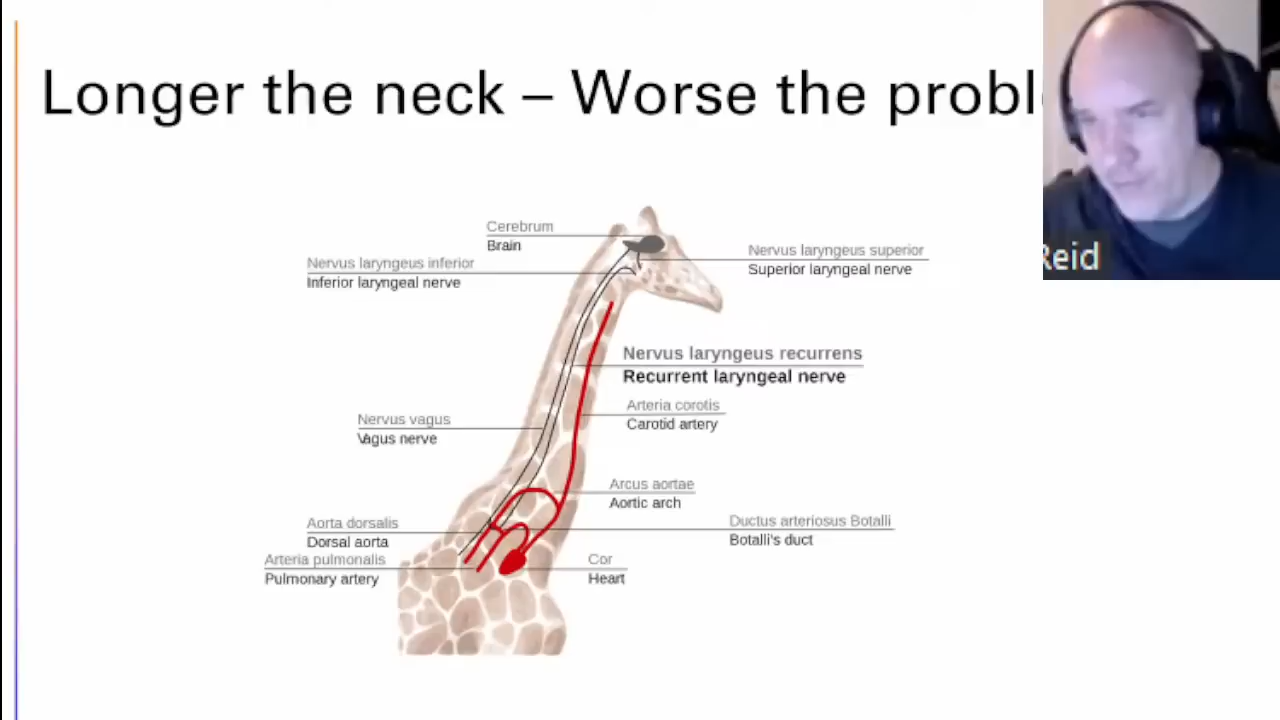 Longer the neck – Worse the probl
Reid
Cerebrum
Brain
Nervus laryngeus superior
Superior laryngeal nerve
Nervus laryngeus inferior
Inferior laryngeal nerve
Nervus laryngeus recurrens
Recurrent laryngeal nerve
Arteria corotis
Carotid artery
Nervus vagus
Vagus nerve
Arcus aortae
Aortic arch
Aorta dorsalis
Dorsal aorta
Ductus arteriosus Botalli
Botalli's duct
Arteria pulmonalis
Pulmonary artery
Cor
Heart